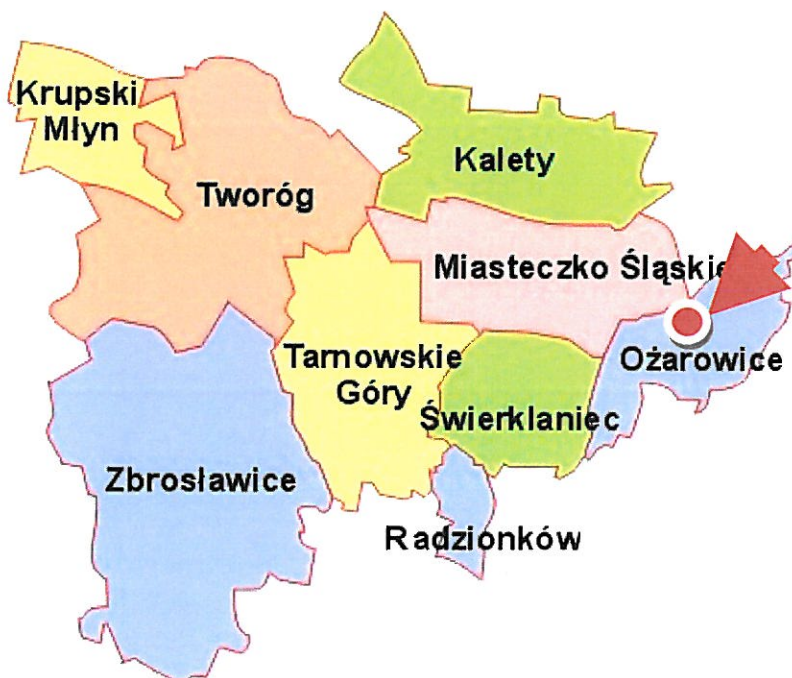 Krupski
Młyn
Kalety
Tworóg
Miasteczko Śląskie
Tarnowskie
Góry
Ożarowice
Świerklaniec
Zbrosławice
Radzionków